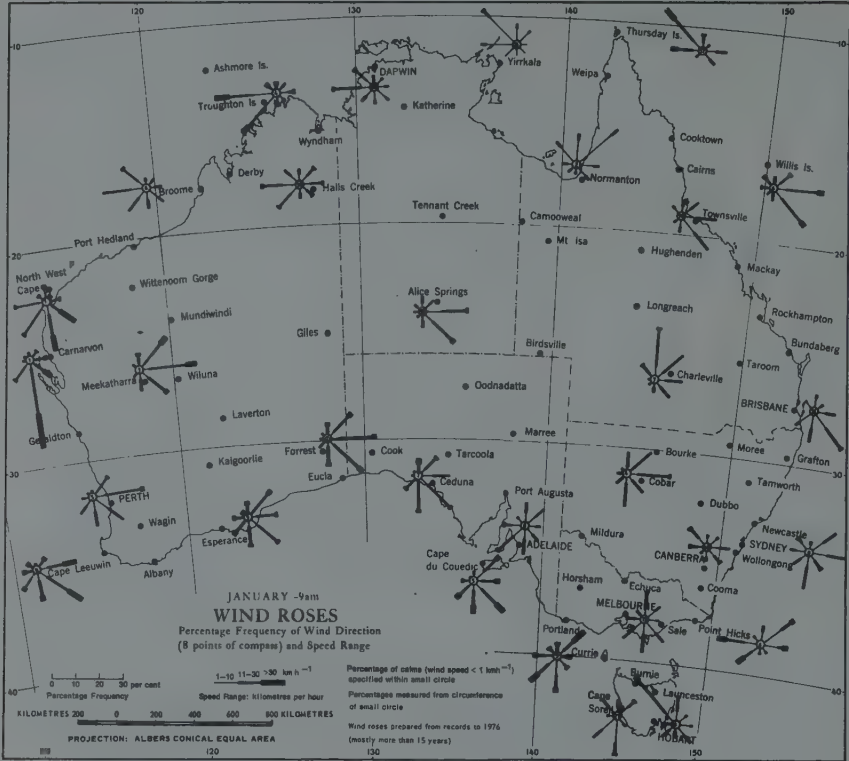 120
130
140
150
10
10
Thursday Is.
Ashmore Is.
DAPWIN
Yirrkala
Weipa
Troughton Is
Katherine
Wyndham
Cooktown
Derby
Broome
Halls Creek
Normanton
Cairns
Willis is.
Tennant Creek
Camooweal
Townsville
Port Hedland
Mt Isa
Hughenden
20
20
North West
Cape
Wittenoom Gorge
Mackay
Alice Springs
Longreach
Mundiwindi
Rockhampton
Giles
Birdsville
Bundaberg
Carnarvon
Meekatharra
Wiluna
Charleville
Taroom
Oodnadatta
BRISBANE
Laverton
Geraldton
Marree
Forrest
Cook
Tarcoola
Bourke
Moree
Grafton
Kalgoorlie
30
30
Eucla
Ceduna
Cobar
Tamworth
Port Augusta
PERTH
Dubbo
Wagin
Newcastle
Esperance
Mildura
SYDNEY
ADELAIDE
CANBERRA
Wollongong
Cape
du Couedic
Cape Leeuwin
Albany
Horsham
Echuca
Cooma
MELBOURNE
JANUARY -9am
WIND ROSES
Percentage Frequency of Wind Direction
(8 points of compass) and Speed Range
Portland
Sale
Point Hicks
Currie
Burnie
Launceston
Cape
Sorell
HOBART
40
40
0 10 20 30 per cent
Percentage Frequency
1-10 11-30 >30 km h -1
Speed Range: kilometres per hour
Percentage of calms (wind speed < 1 kmh-1)
specified within small circle
Percentages measured from circumference
of small circle
Wind roses prepared from records to 1976
(mostly more than 15 years)
KILOMETRES 200 0 200 400 600 800 KILOMETRES
PROJECTION: ALBERS CONICAL EQUAL AREA
120
130
140
150